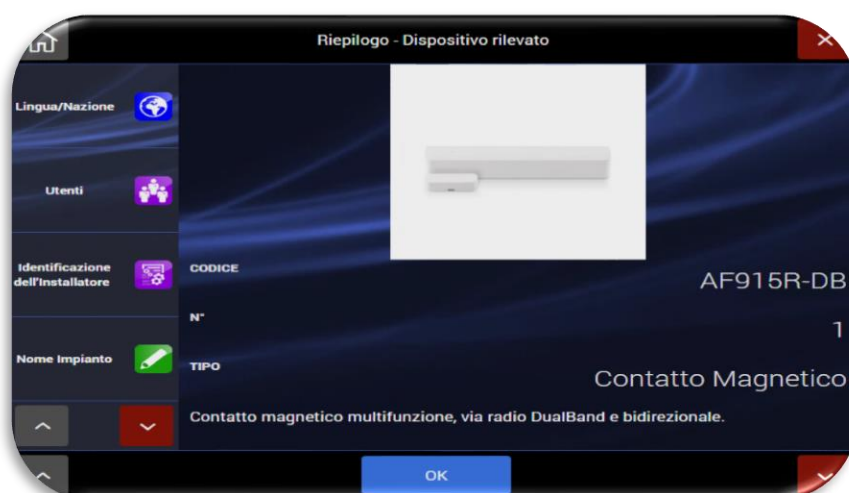 Riepilogo - Dispositivo rilevato
Lingua/Nazione
Utenti
Identificazione
dell'Installatore
Nome Impianto
CODICE
AF915R-DB
N°
1
TIPO
Contatto Magnetico
Contatto magnetico multifunzione, via radio DualBand e bidirezionale.
OK